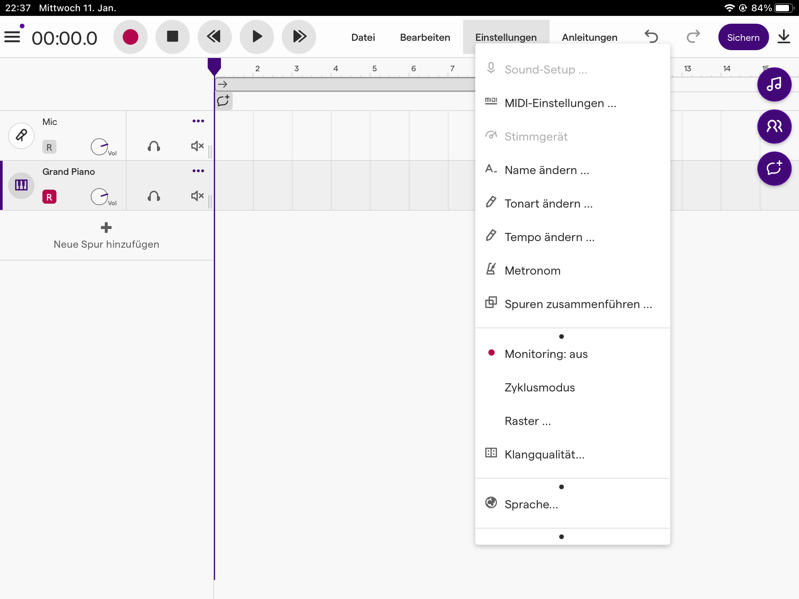 22:37 Mittwoch 11. Jan. 84%
00:00.0 Datei Bearbeiten Einstellungen Anleitungen Sichern
2 3 4 5 6 7 13 14
Sound-Setup ...
MIDI-Einstellungen ...
Stimmgerät
Name ändern ...
Tonart ändern ...
Tempo ändern ...
Metronom
Spuren zusammenführen ...
Monitoring: aus
Zyklusmodus
Raster ...
Klangqualität...
Sprache...
Mic
R Vol
Grand Piano
R Vol
Neue Spur hinzufügen